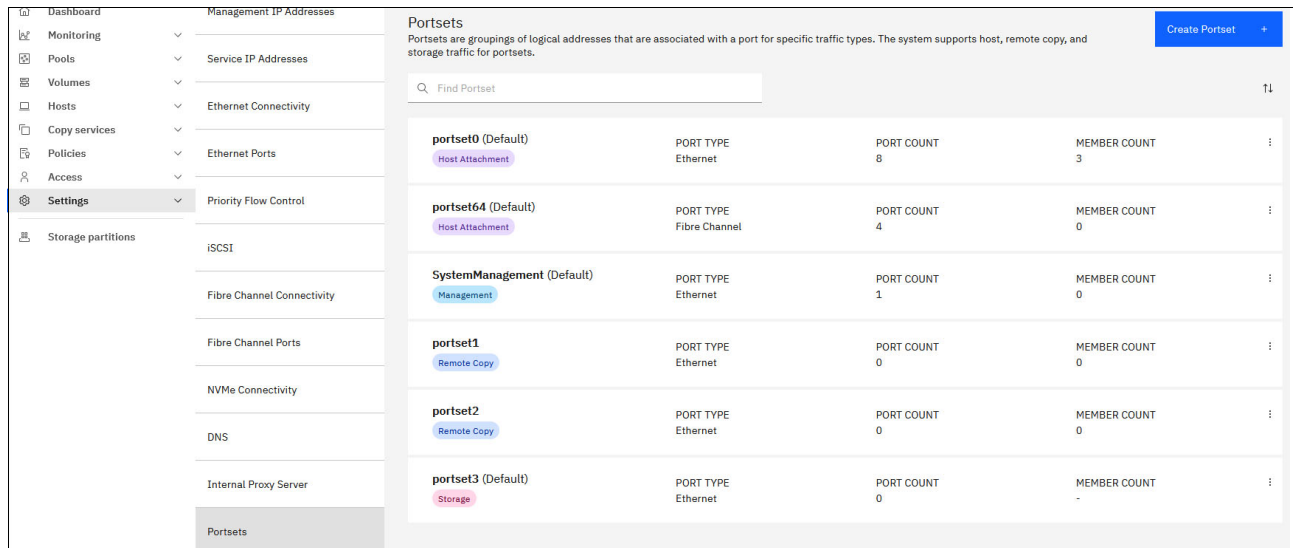 Dashboard
Monitoring
Pools
Volumes
Hosts
Copy services
Policies
Access
Settings
Storage partitions
Management IP Addresses
Service IP Addresses
Ethernet Connectivity
Ethernet Ports
Priority Flow Control
iSCSI
Fibre Channel Connectivity
Fibre Channel Ports
NVMe Connectivity
DNS
Internal Proxy Server
Portsets
Portsets
Portsets are groupings of logical addresses that are associated with a port for specific traffic types. The system supports host, remote copy, and
storage traffic for portsets.
Create Portset +
Find Portset
portset0 (Default)
Host Attachment
PORT TYPE
Ethernet
PORT COUNT
8
MEMBER COUNT
3
portset64 (Default)
Host Attachment
PORT TYPE
Fibre Channel
PORT COUNT
4
MEMBER COUNT
0
SystemManagement (Default)
Management
PORT TYPE
Ethernet
PORT COUNT
1
MEMBER COUNT
0
portset1
Remote Copy
PORT TYPE
Ethernet
PORT COUNT
0
MEMBER COUNT
0
portset2
Remote Copy
PORT TYPE
Ethernet
PORT COUNT
0
MEMBER COUNT
0
portset3 (Default)
Storage
PORT TYPE
Ethernet
PORT COUNT
0
MEMBER COUNT
-